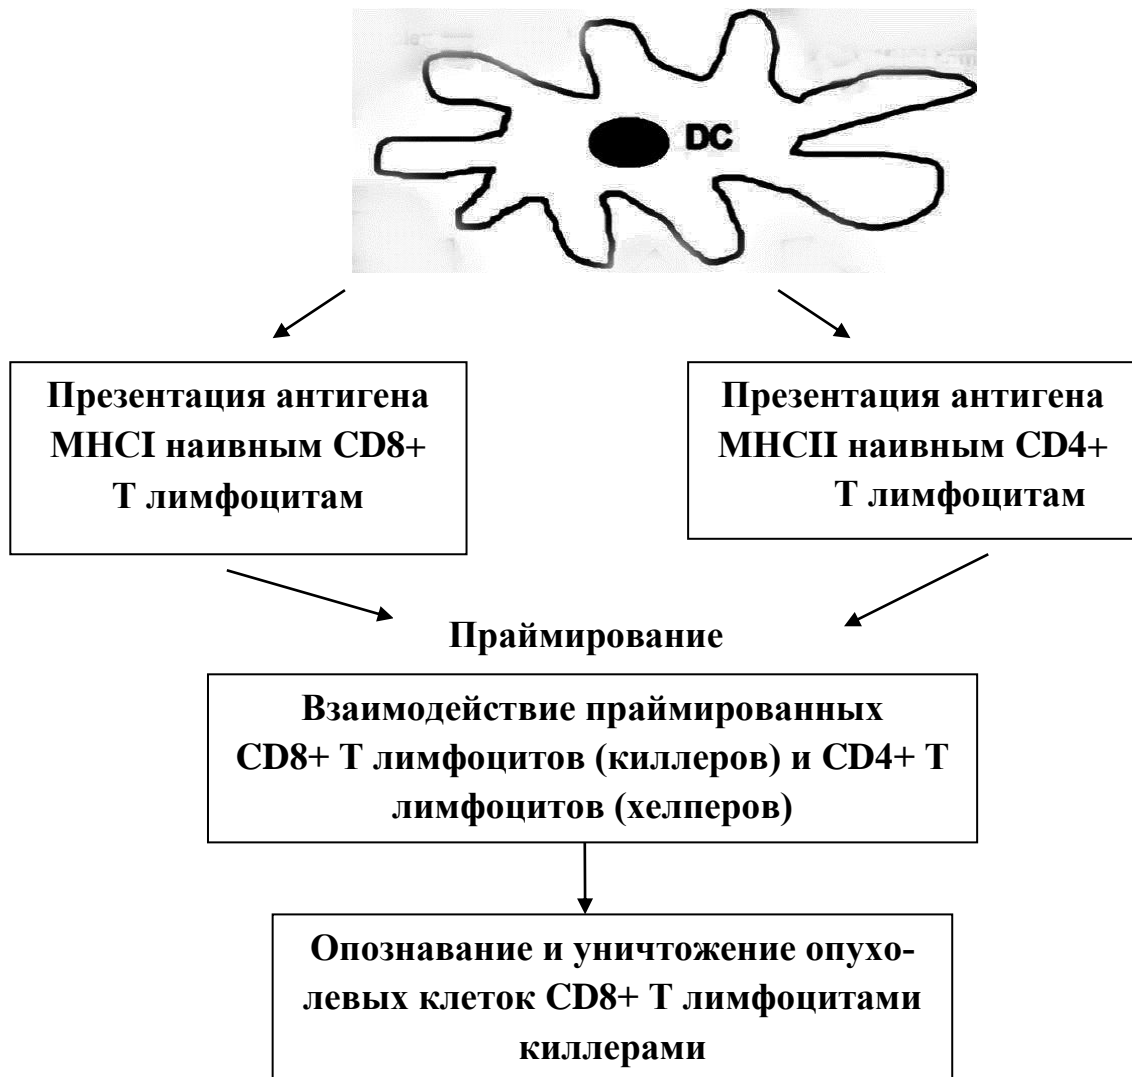 DC
Презентация антигена
MHCI наивным CD8+
Т лимфоцитам
Презентация антигена
MHCII наивным CD4+
Т лимфоцитам
Праймирование
Взаимодействие праймированных
CD8+ Т лимфоцитов (киллеров) и CD4+ Т
лимфоцитов (хелперов)
Опознавание и уничтожение опухо-
левых клеток CD8+ Т лимфоцитами
киллерами